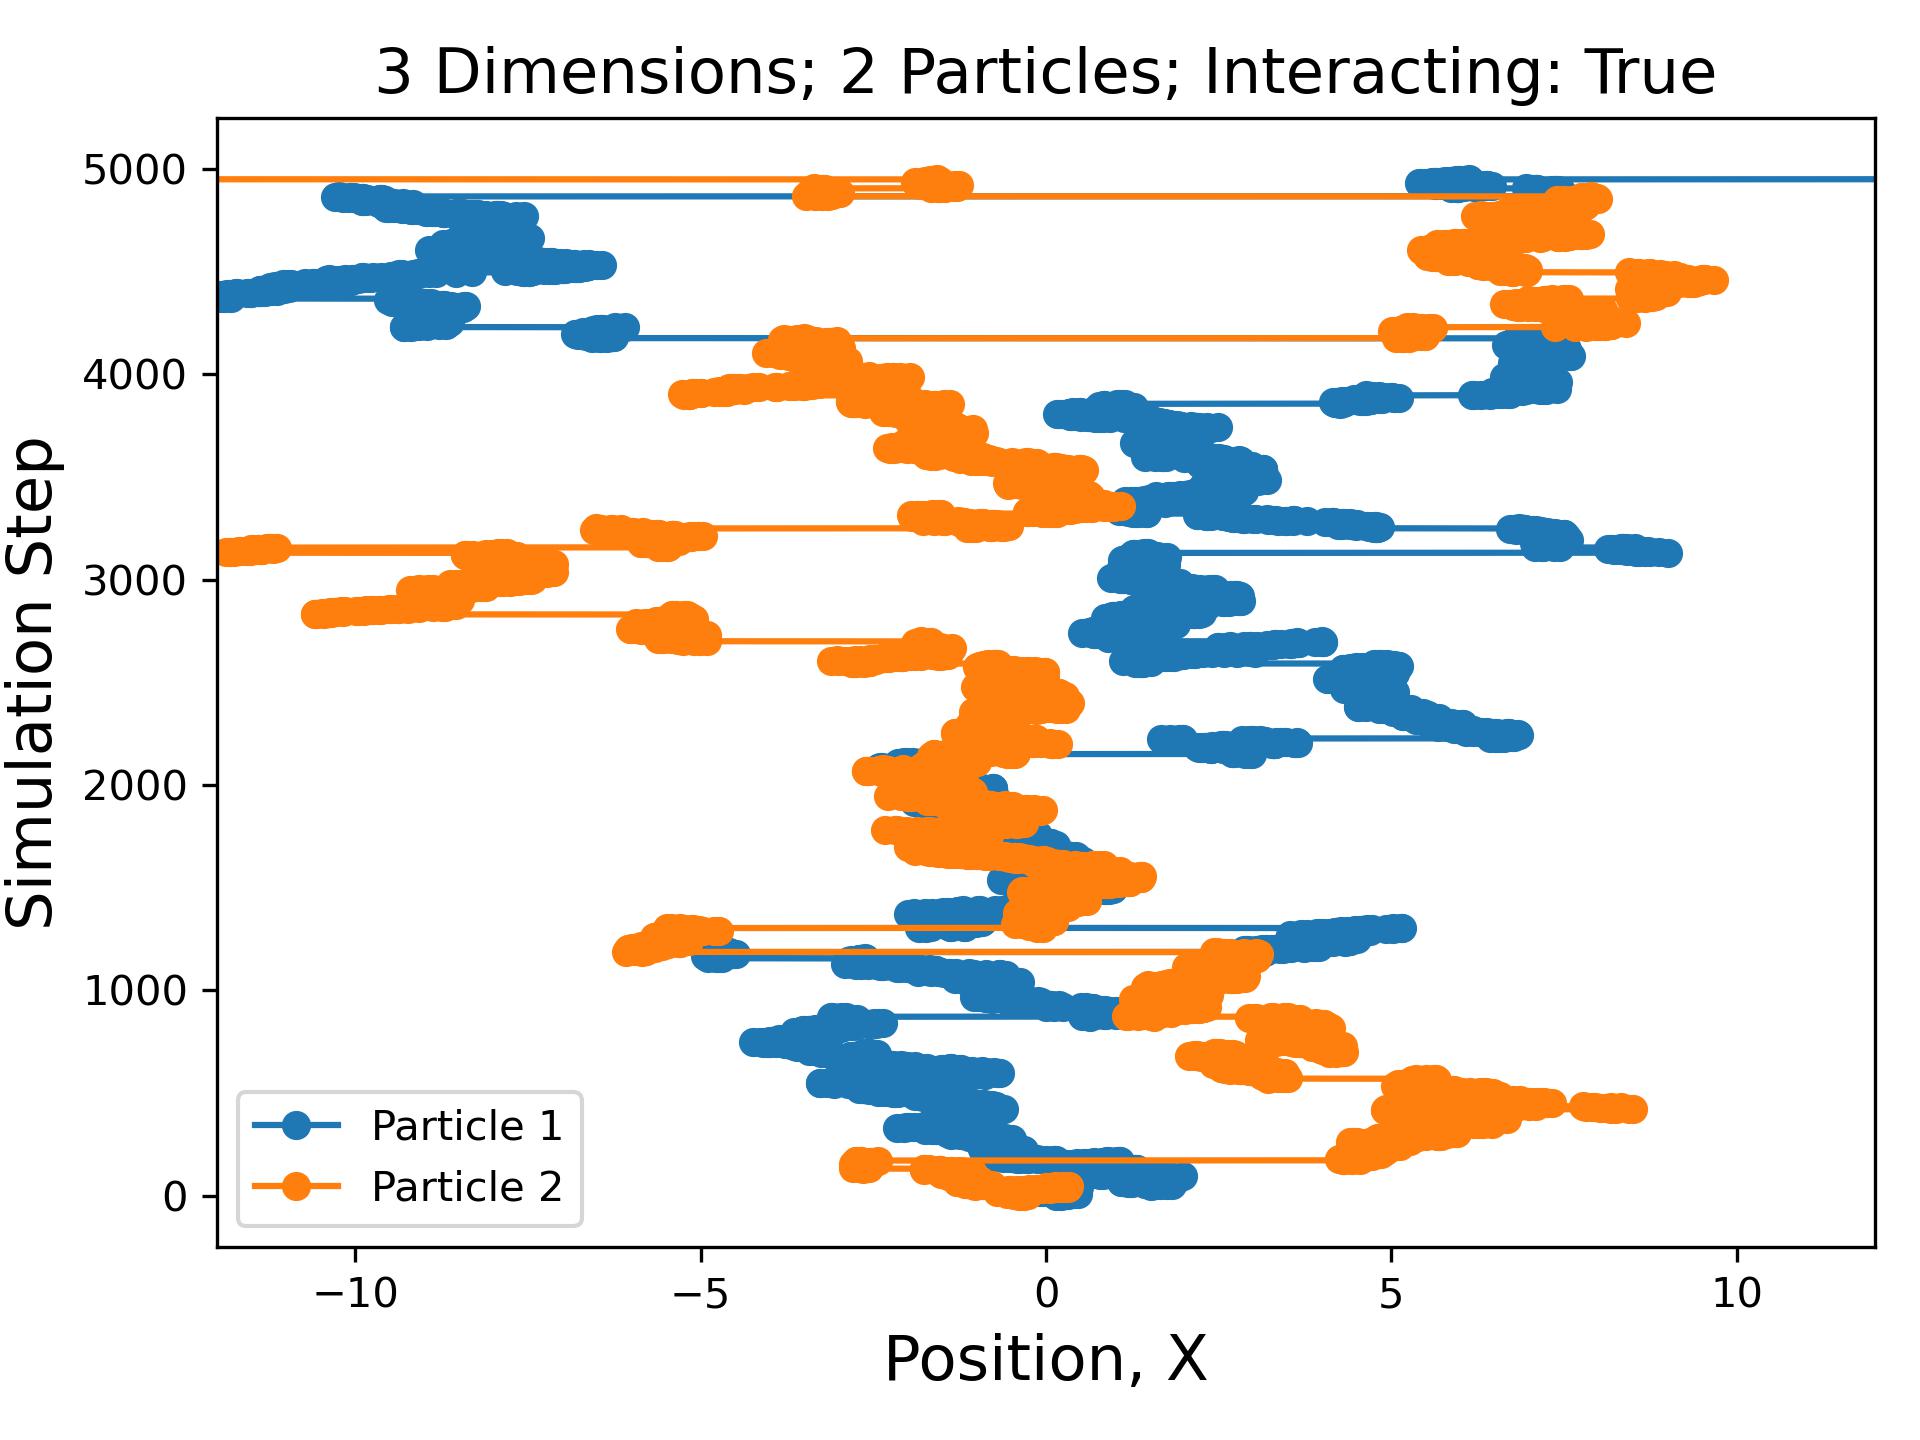 3 Dimensions; 2 Particles; Interacting: True
Simulation Step
5000
4000
3000
2000
1000
0
Particle 1
Particle 2
−10
−5
0
5
10
Position, X